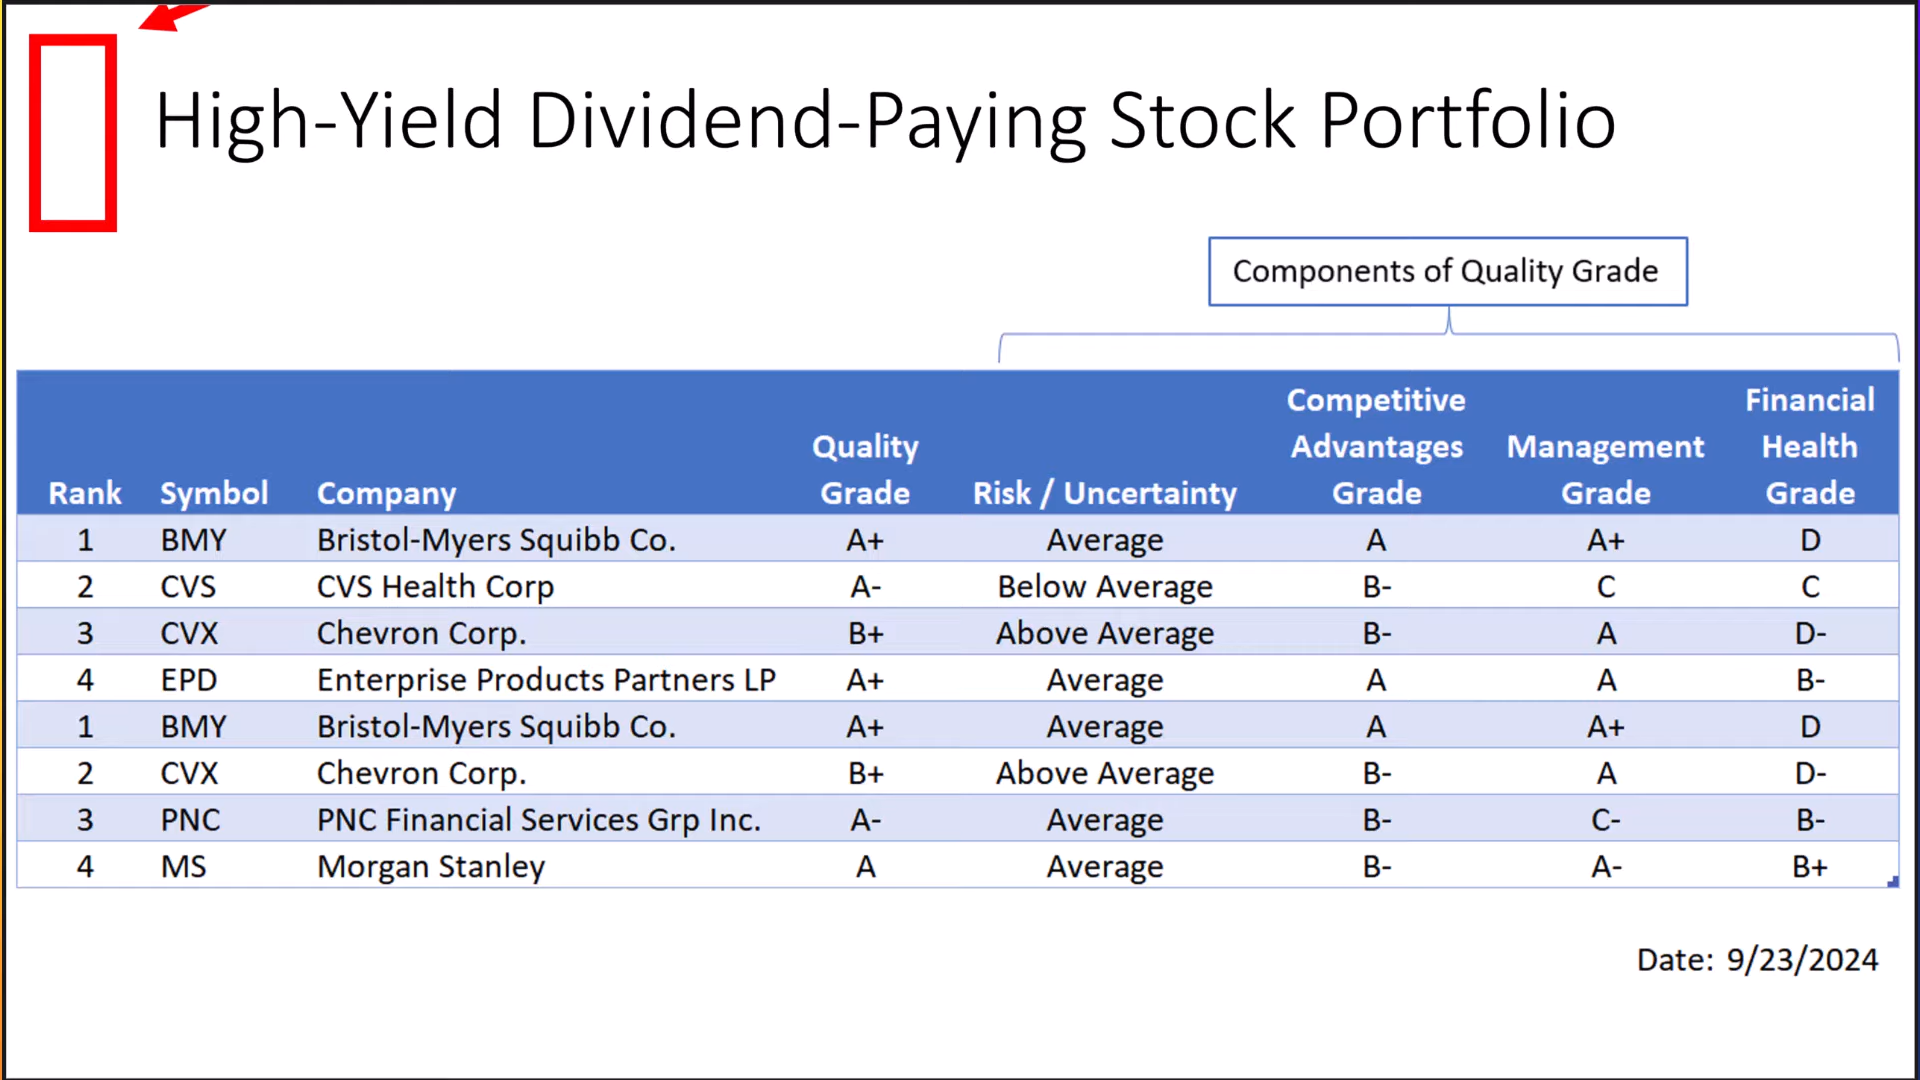 High-Yield Dividend-Paying Stock Portfolio
Components of Quality Grade
Rank Symbol Company Quality Grade Risk / Uncertainty Competitive Advantages Grade Management Grade Financial Health Grade
1 BMY Bristol-Myers Squibb Co. A+ Average A A+ D
2 CVS CVS Health Corp A- Below Average B- C C
3 CVX Chevron Corp. B+ Above Average B- A D-
4 EPD Enterprise Products Partners LP A+ Average A A B-
1 BMY Bristol-Myers Squibb Co. A+ Average A A+ D
2 CVX Chevron Corp. B+ Above Average B- A D-
3 PNC PNC Financial Services Grp Inc. A- Average B- C- B-
4 MS Morgan Stanley A Average B- A- B+
Date: 9/23/2024